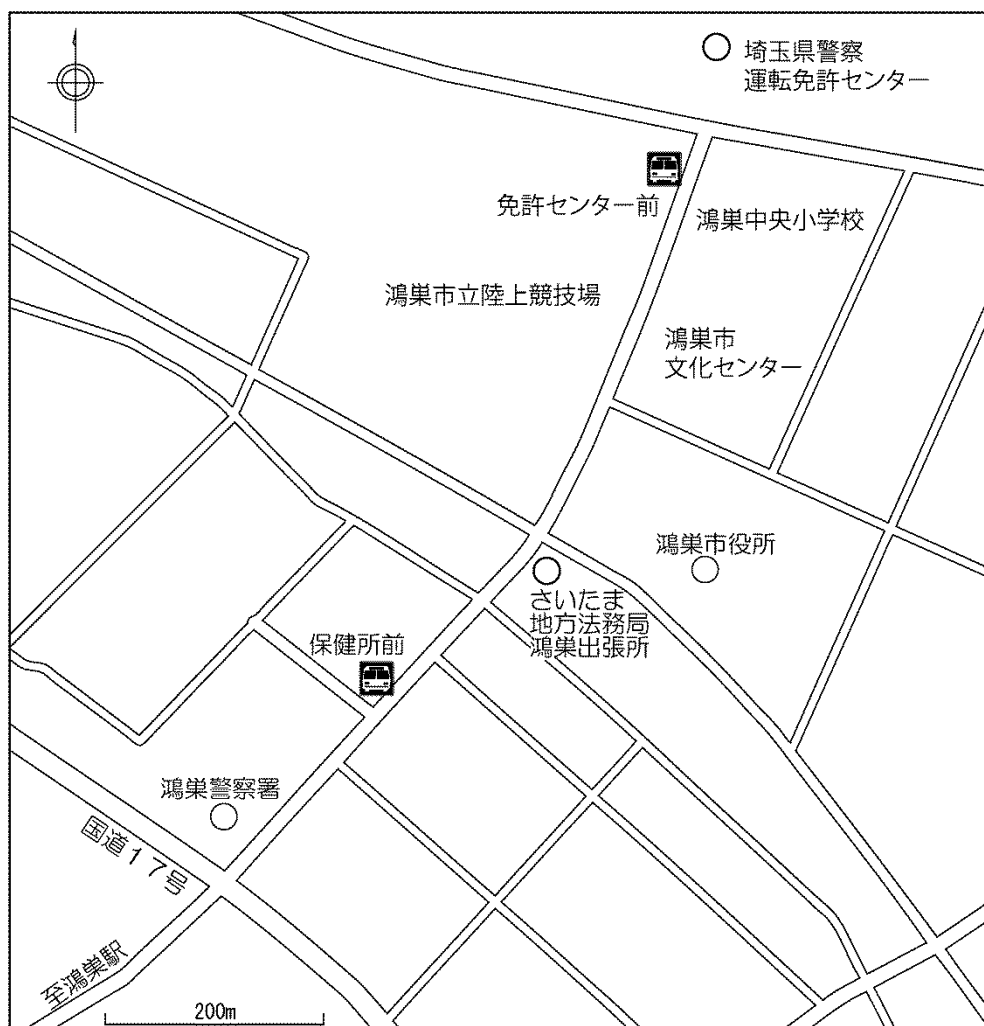 埼玉県警察
運転免許センター
免許センター前
鴻巣中央小学校
鴻巣市立陸上競技場
鴻巣市
文化センター
鴻巣市役所
さいたま
地方法務局
鴻巣出張所
保健所前
鴻巣警察署
国道17号
至鴻巣駅
200m